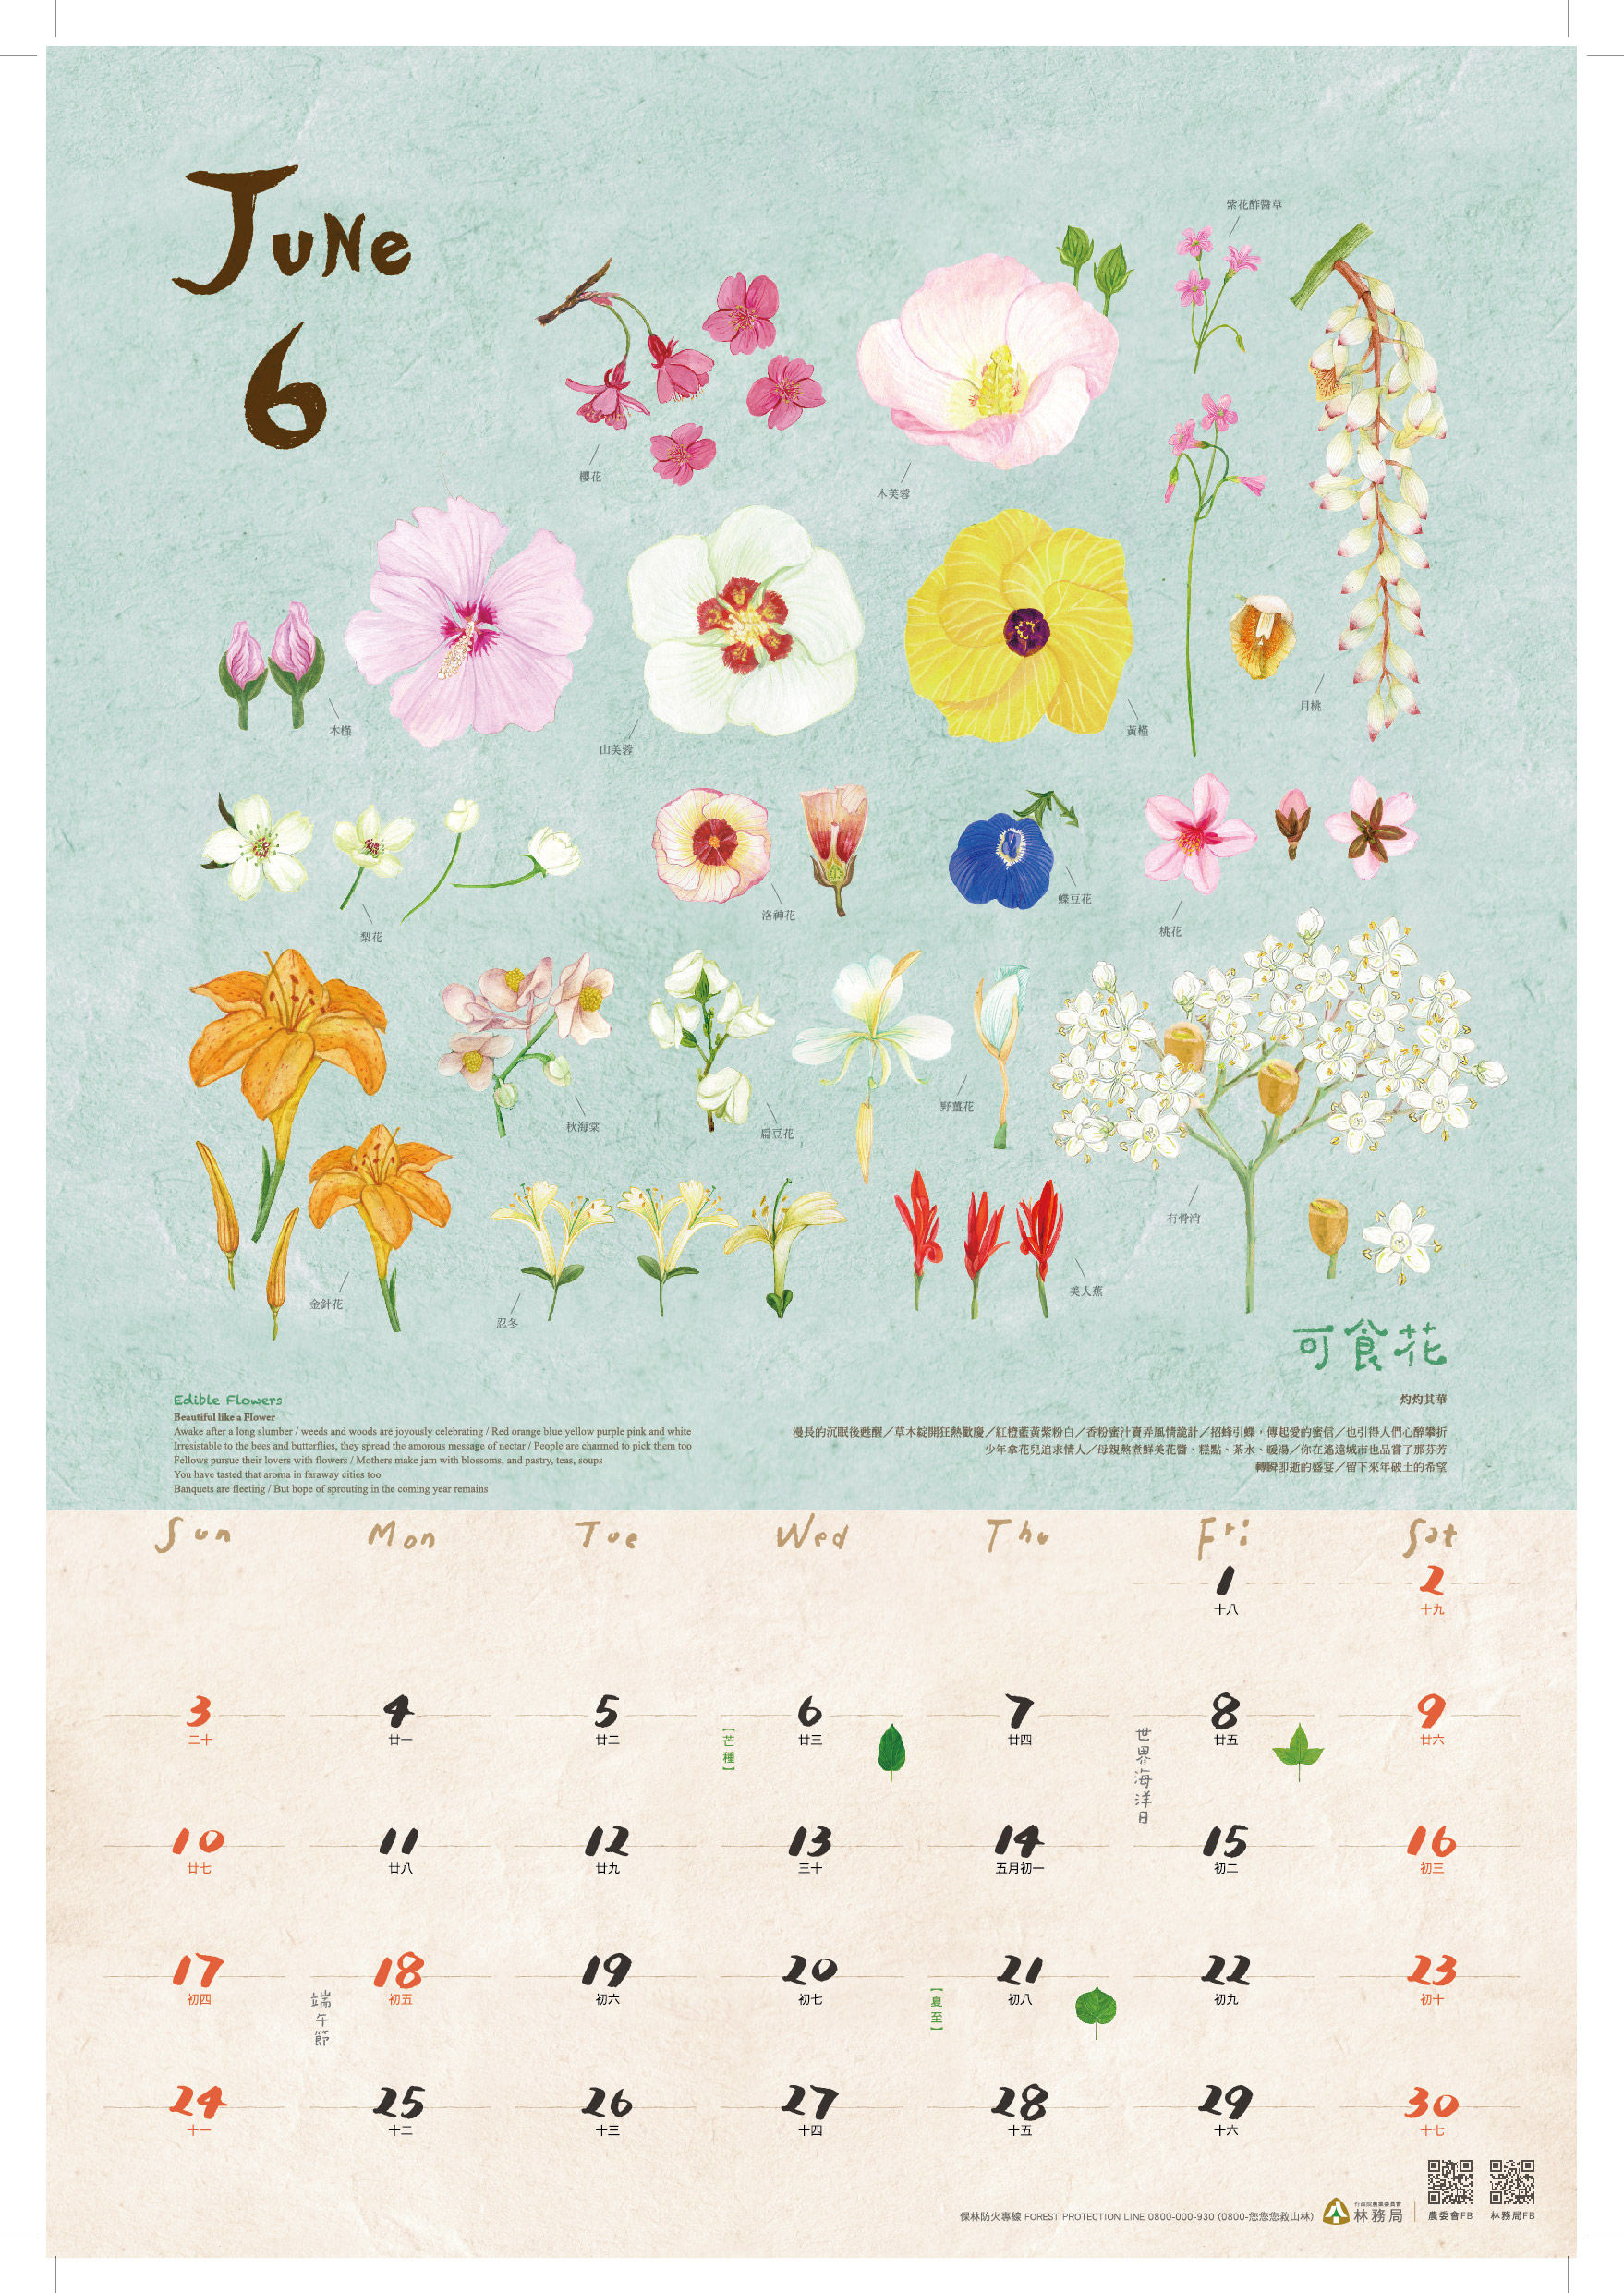 June
6
紫花酢醬草
櫻花
木芙蓉
月桃
木槿
山芙蓉
黃槿
梨花
洛神花
蝶豆花
桃花
秋海棠
扁豆花
野薑花
冇骨消
金針花
忍冬
美人蕉
可食花
Edible Flowers
Beautiful like a Flower
Awake after a long slumber / weeds and woods are joyously celebrating / Red orange blue yellow purple pink and white
Irresistable to the bees and butterflies, they spread the amorous message of nectar / People are charmed to pick them too
Fellows pursue their lovers with flowers / Mothers make jam with blossoms, and pastry, teas, soups
You have tasted that aroma in faraway cities too
Banquets are fleeting / But hope of sprouting in the coming year remains
灼灼其華
漫長的沉眠後甦醒／草木綻開狂熱歡慶／紅橙藍黃紫粉白／香粉蜜汁賣弄風情詭計／招蜂引蝶，傳起愛的蜜信／也引得人們心醉攀折
少年拿花兒追求情人／母親熬煮鮮美花醬、糕點、茶水、暖湯／你在遙遠城市也品嘗了那芬芳
轉瞬即逝的盛宴／留下來年破土的希望
Sun Mon Tue Wed Thu Fri Sat
1 2
十八 十九
3 4 5 6 7 8 9
二十 廿一 廿二 廿三 廿四 廿五 廿六
【芒種】
世界海洋日
10 11 12 13 14 15 16
廿七 廿八 廿九 三十 五月初一 初二 初三
17 18 19 20 21 22 23
初四 初五 初六 初七 初八 初九 初十
端午節
【夏至】
24 25 26 27 28 29 30
十一 十二 十三 十四 十五 十六 十七
保林防火專線 FOREST PROTECTION LINE 0800-000-930 (0800-您您您救山林)
行政院農業委員會
林務局
農委會FB 林務局FB